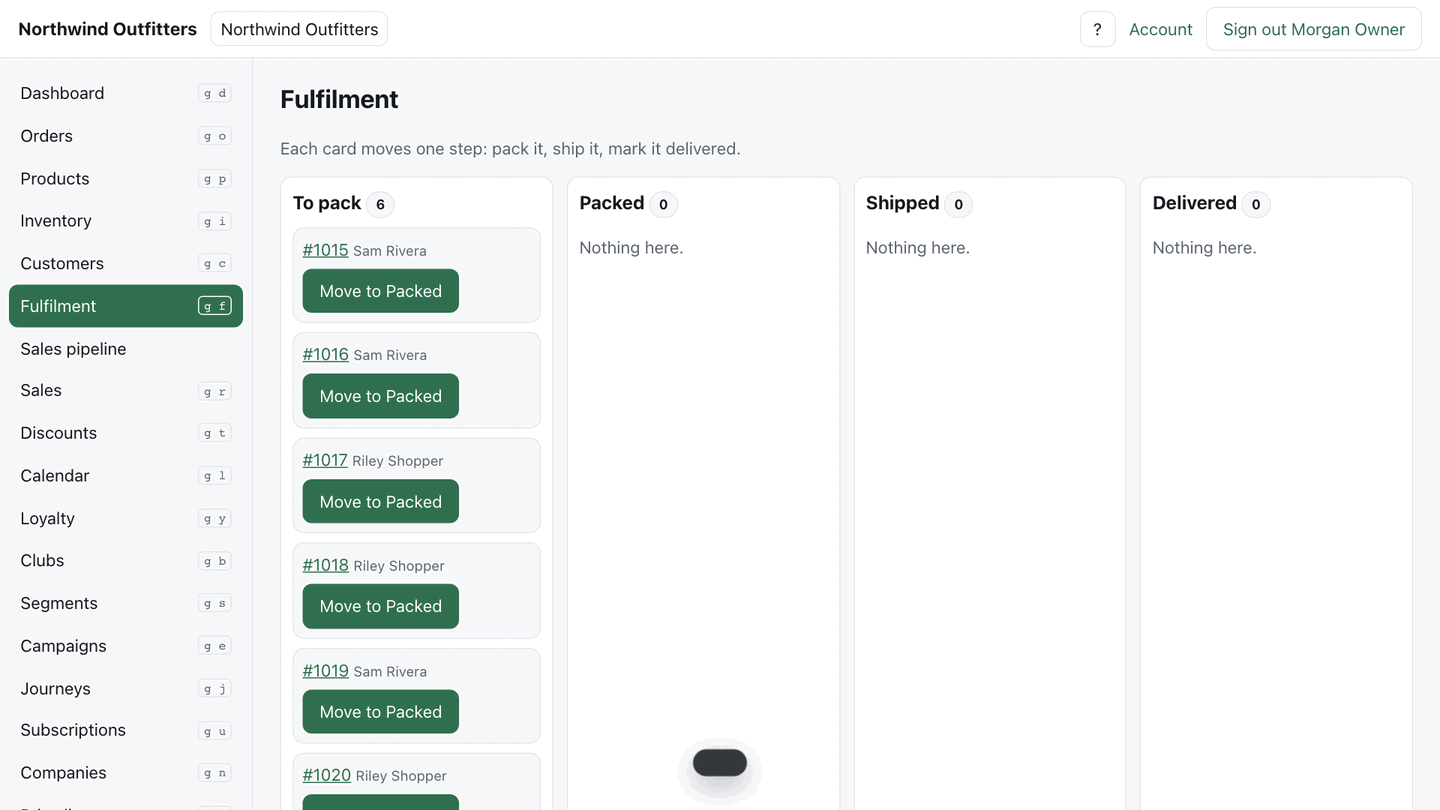 Northwind Outfitters
Northwind Outfitters
?
Account
Sign out Morgan Owner
Dashboard g d
Orders g o
Products g p
Inventory g i
Customers g c
Fulfilment g f
Sales pipeline
Sales g r
Discounts g t
Calendar g l
Loyalty g y
Clubs g b
Segments g s
Campaigns g e
Journeys g j
Subscriptions g u
Companies g n
Fulfilment
Each card moves one step: pack it, ship it, mark it delivered.
To pack 6
#1015 Sam Rivera
Move to Packed
#1016 Sam Rivera
Move to Packed
#1017 Riley Shopper
Move to Packed
#1018 Riley Shopper
Move to Packed
#1019 Sam Rivera
Move to Packed
#1020 Riley Shopper
Packed 0
Nothing here.
Shipped 0
Nothing here.
Delivered 0
Nothing here.